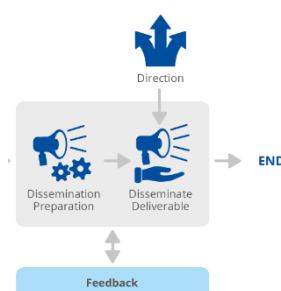 Direction
Dissemination
Preparation
Disseminate
Deliverable
END
Feedback